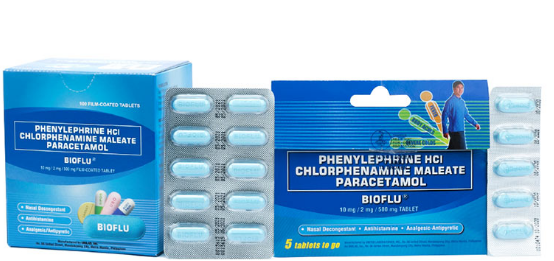 100 FILM-COATED TABLETS
PHENYLEPHRINE HCl
CHLORPHENAMINE MALEATE
PARACETAMOL
BIOFLU®
10 mg / 2 mg / 500 mg FILM-COATED TABLET
• Nasal Decongestant
• Antihistamine
• Analgesic/Antipyretic
BIOFLU
PHENYLEPHRINE HCl
CHLORPHENAMINE MALEATE
PARACETAMOL
BIOFLU®
10 mg / 2 mg / 500 mg TABLET
• Nasal Decongestant • Antihistamine • Analgesic-Antipyretic
5 tablets to go